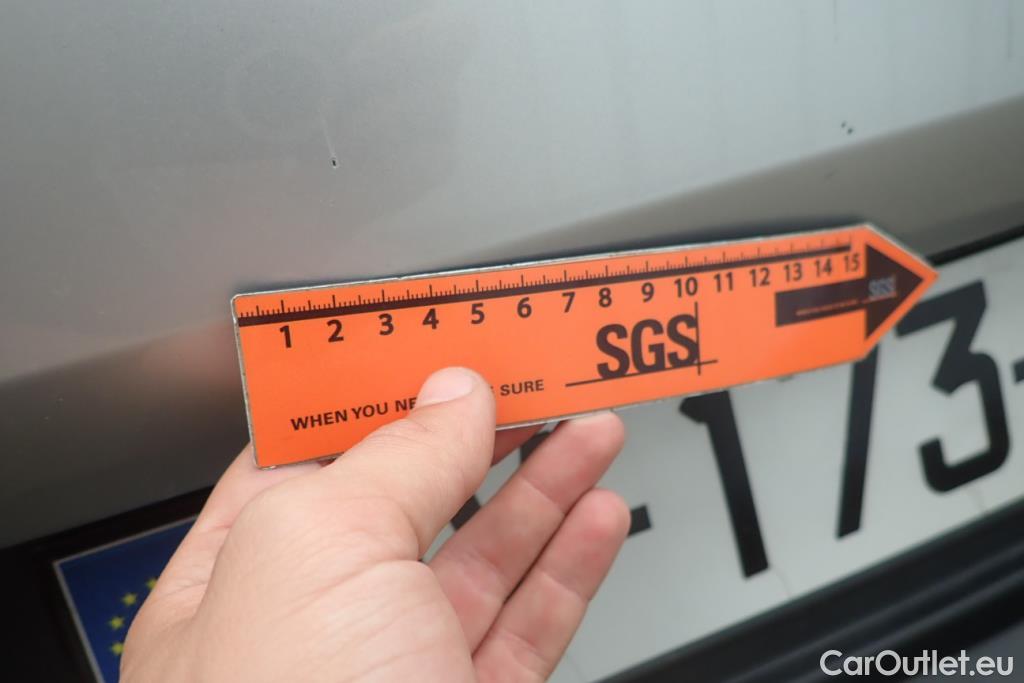 1 2 3 4 5 6 7 8 9 10 11 12 13 14 15
SGS
SGS
WHEN YOU NE SURE
173
CarOutlet.eu